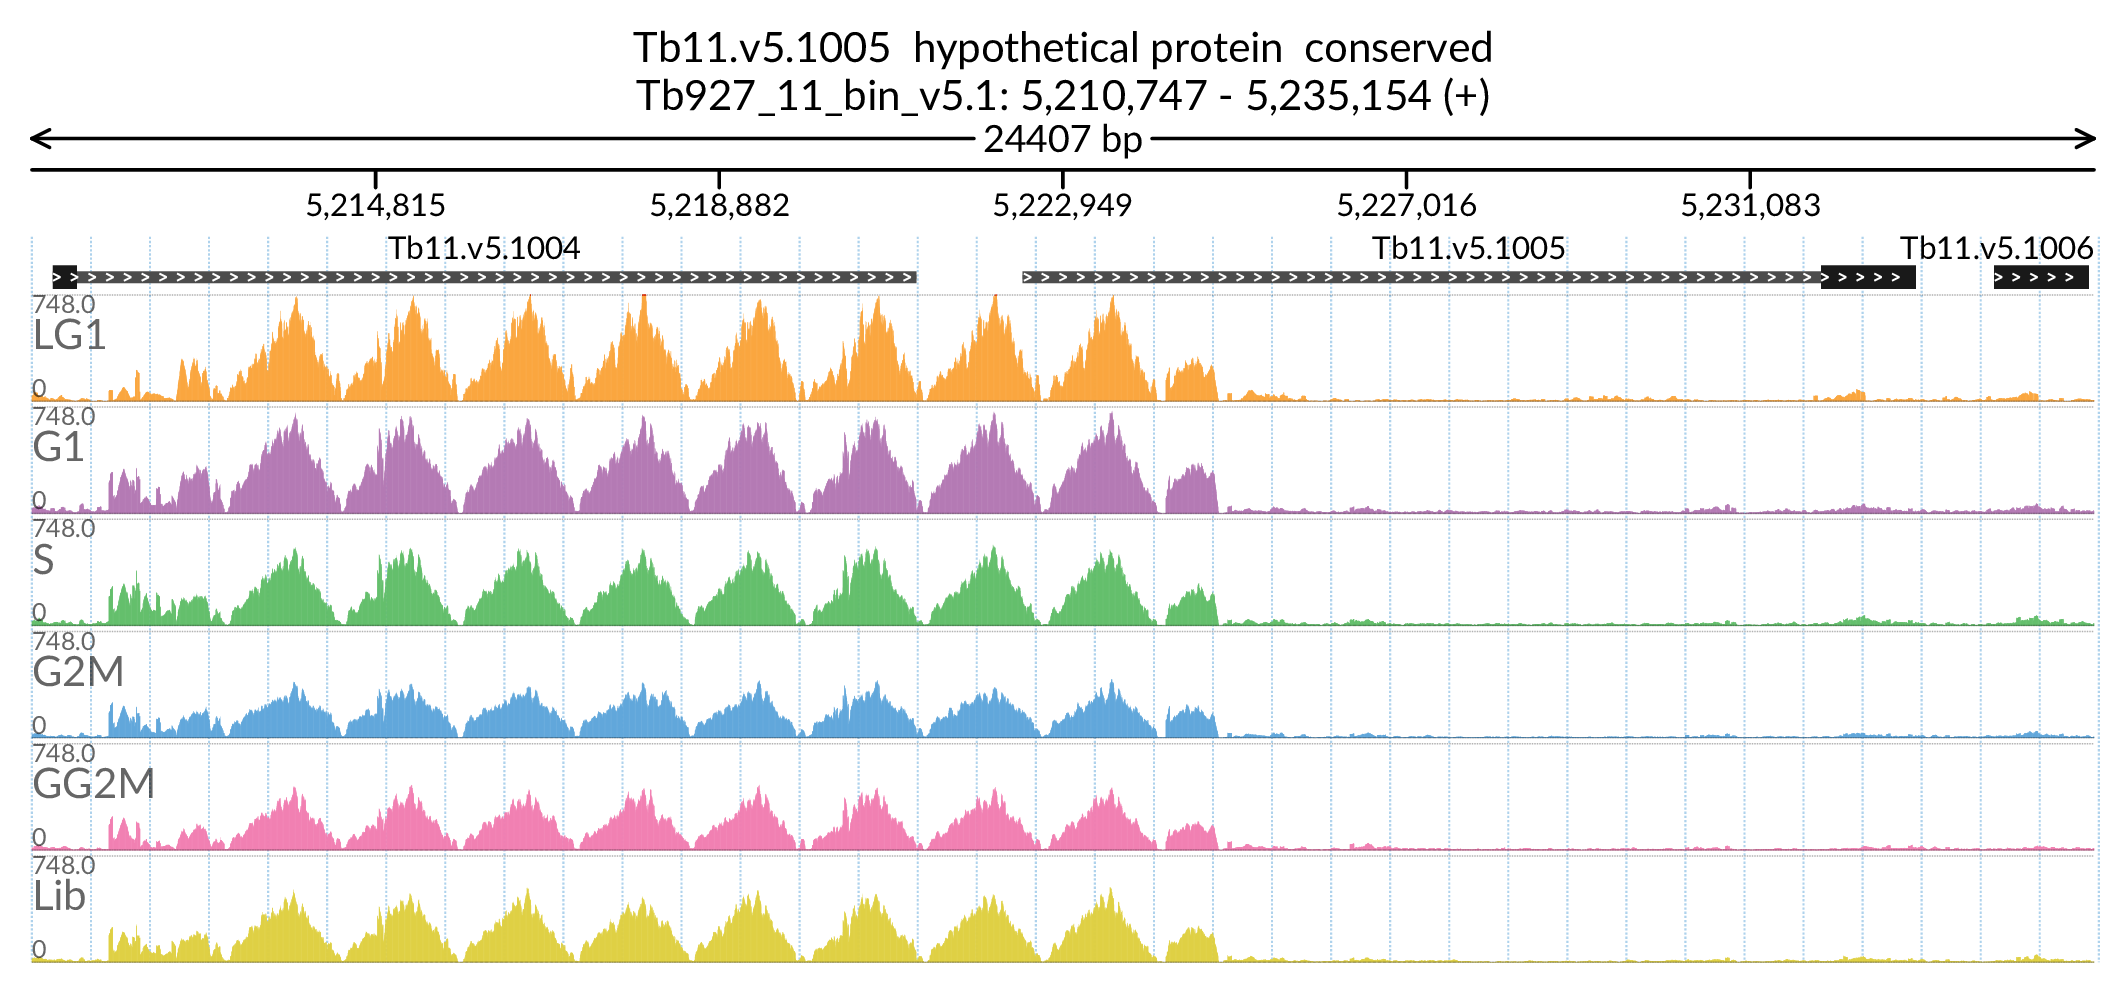 Tb11.v5.1005  hypothetical protein  conserved
Tb927_11_bin_v5.1: 5,210,747 - 5,235,154 (+)
24407 bp
5,214,815 5,218,882 5,222,949 5,227,016 5,231,083
Tb11.v5.1004 Tb11.v5.1005 Tb11.v5.1006
748.0
LG1
0
748.0
G1
0
748.0
S
0
748.0
G2M
0
748.0
GG2M
0
748.0
Lib
0